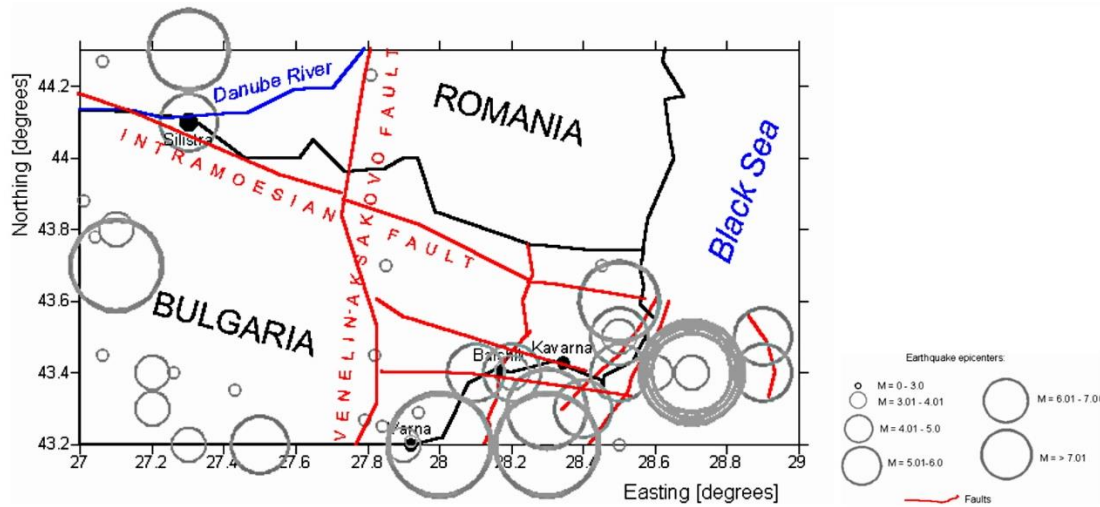 44.2
44
43.8
43.6
43.4
43.2
Northing [degrees]
Danube River
ROMANIA
Silistra
INTRAMOESIAN FAULT
VENELIN-AKSAKOVO FAULT
Black Sea
BULGARIA
Balchik
Kavarna
Varna
27 27.2 27.4 27.6 27.8 28 28.2 28.4 28.6 28.8 29
Easting [degrees]
Earthquake epicenters:
M = 0 - 3.0
M = 3.01 - 4.01
M = 4.01 - 5.0
M = 5.01-6.0
M = 6.01 - 7.0
M = > 7.01
Faults